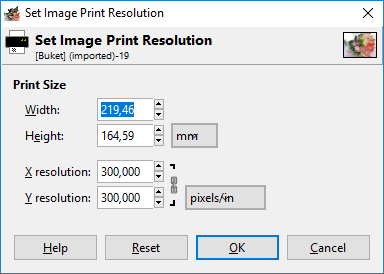 Set Image Print Resolution
Set Image Print Resolution
[Buket] (imported)-19
Print Size
Width: 219,46
Height: 164,59 mm
X resolution: 300,000
Y resolution: 300,000 pixels/in
Help Reset OK Cancel